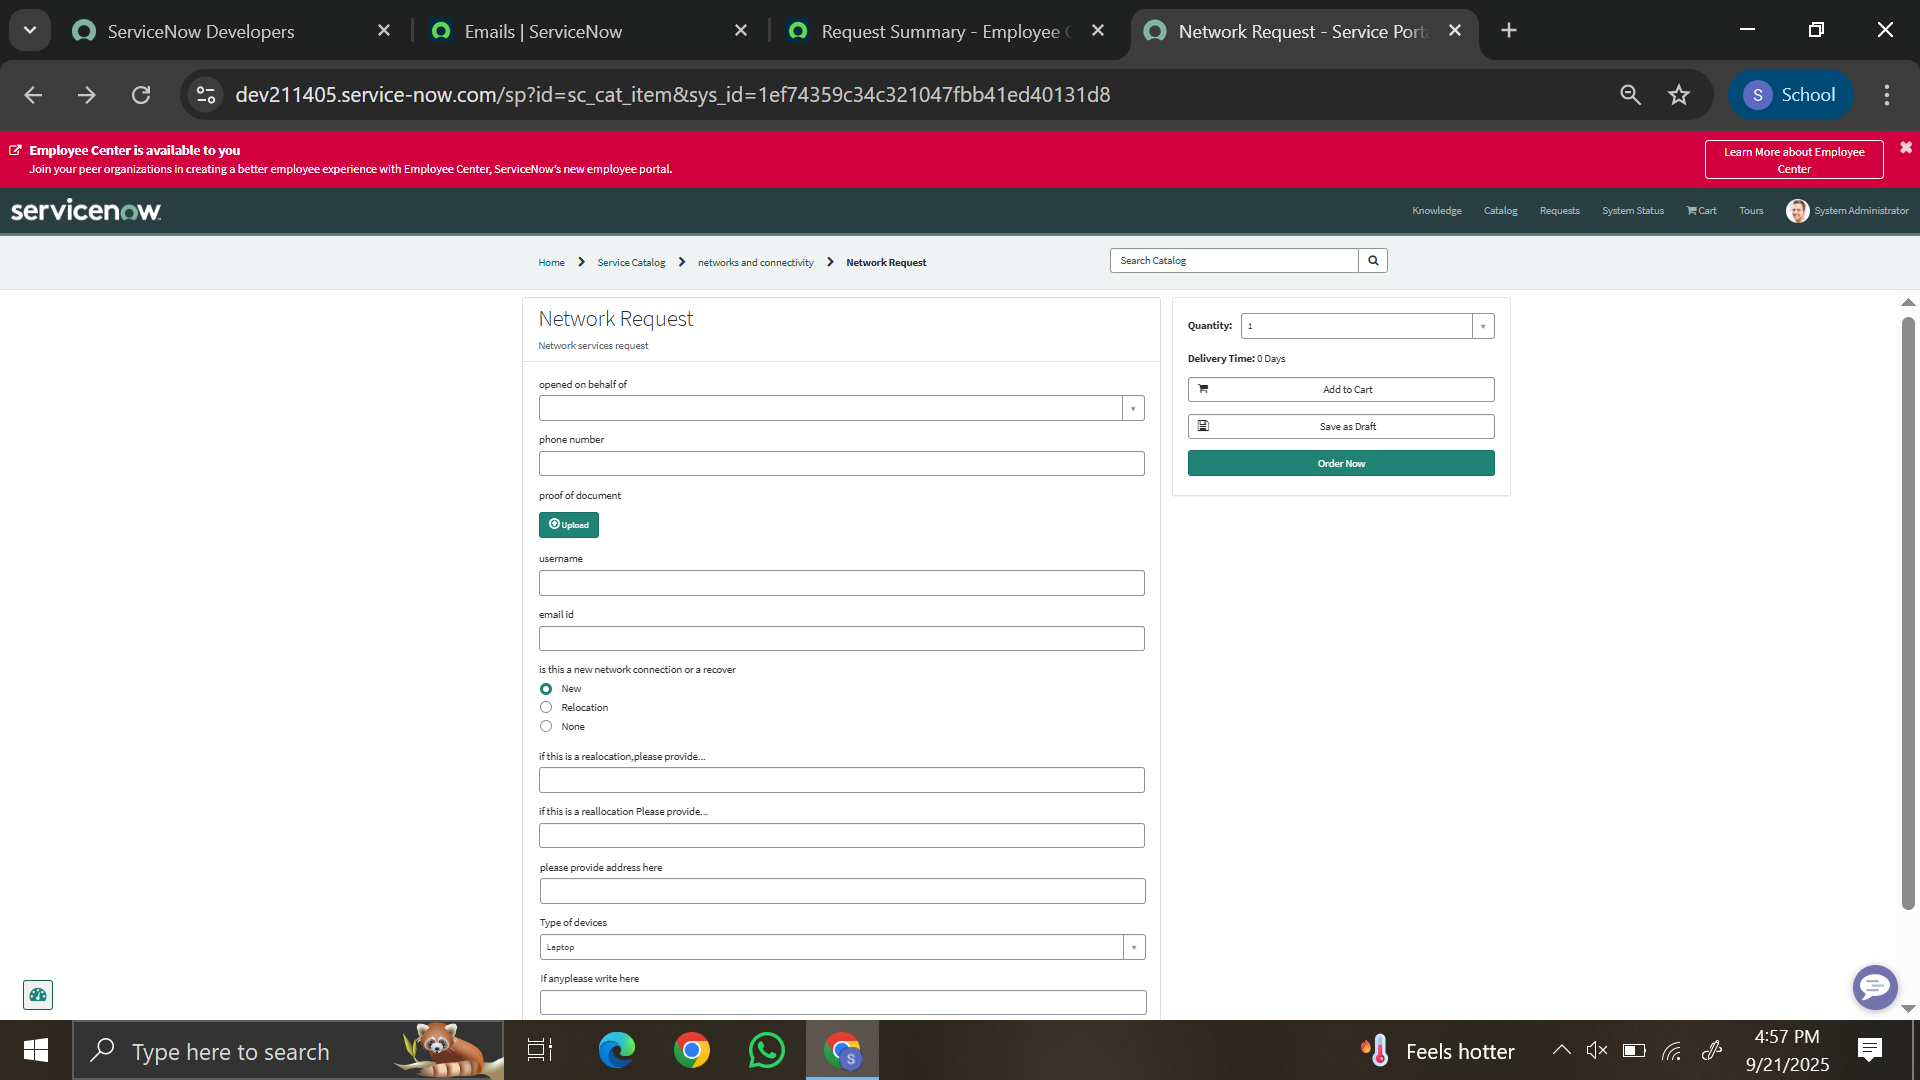 ServiceNow Developers
Emails | ServiceNow
Request Summary - Employee
Network Request - Service Port
dev211405.service-now.com/sp?id=sc_cat_item&sys_id=1ef74359c34c321047fbb41ed40131d8
S School
Employee Center is available to you
Join your peer organizations in creating a better employee experience with Employee Center, ServiceNow's new employee portal.
Learn More about Employee
Center
servicenow
Knowledge Catalog Requests System Status Cart Tours System Administrator
Home Service Catalog networks and connectivity Network Request
Search Catalog
Network Request
Network services request
opened on behalf of
phone number
proof of document
Upload
username
email id
is this a new network connection or a recover
New
Relocation
None
if this is a realocation,please provide...
if this is a reallocation Please provide...
please provide address here
Type of devices
Laptop
If anyplease write here
Quantity: 1
Delivery Time: 0 Days
Add to Cart
Save as Draft
Order Now
Type here to search
S
Feels hotter
4:57 PM
9/21/2025